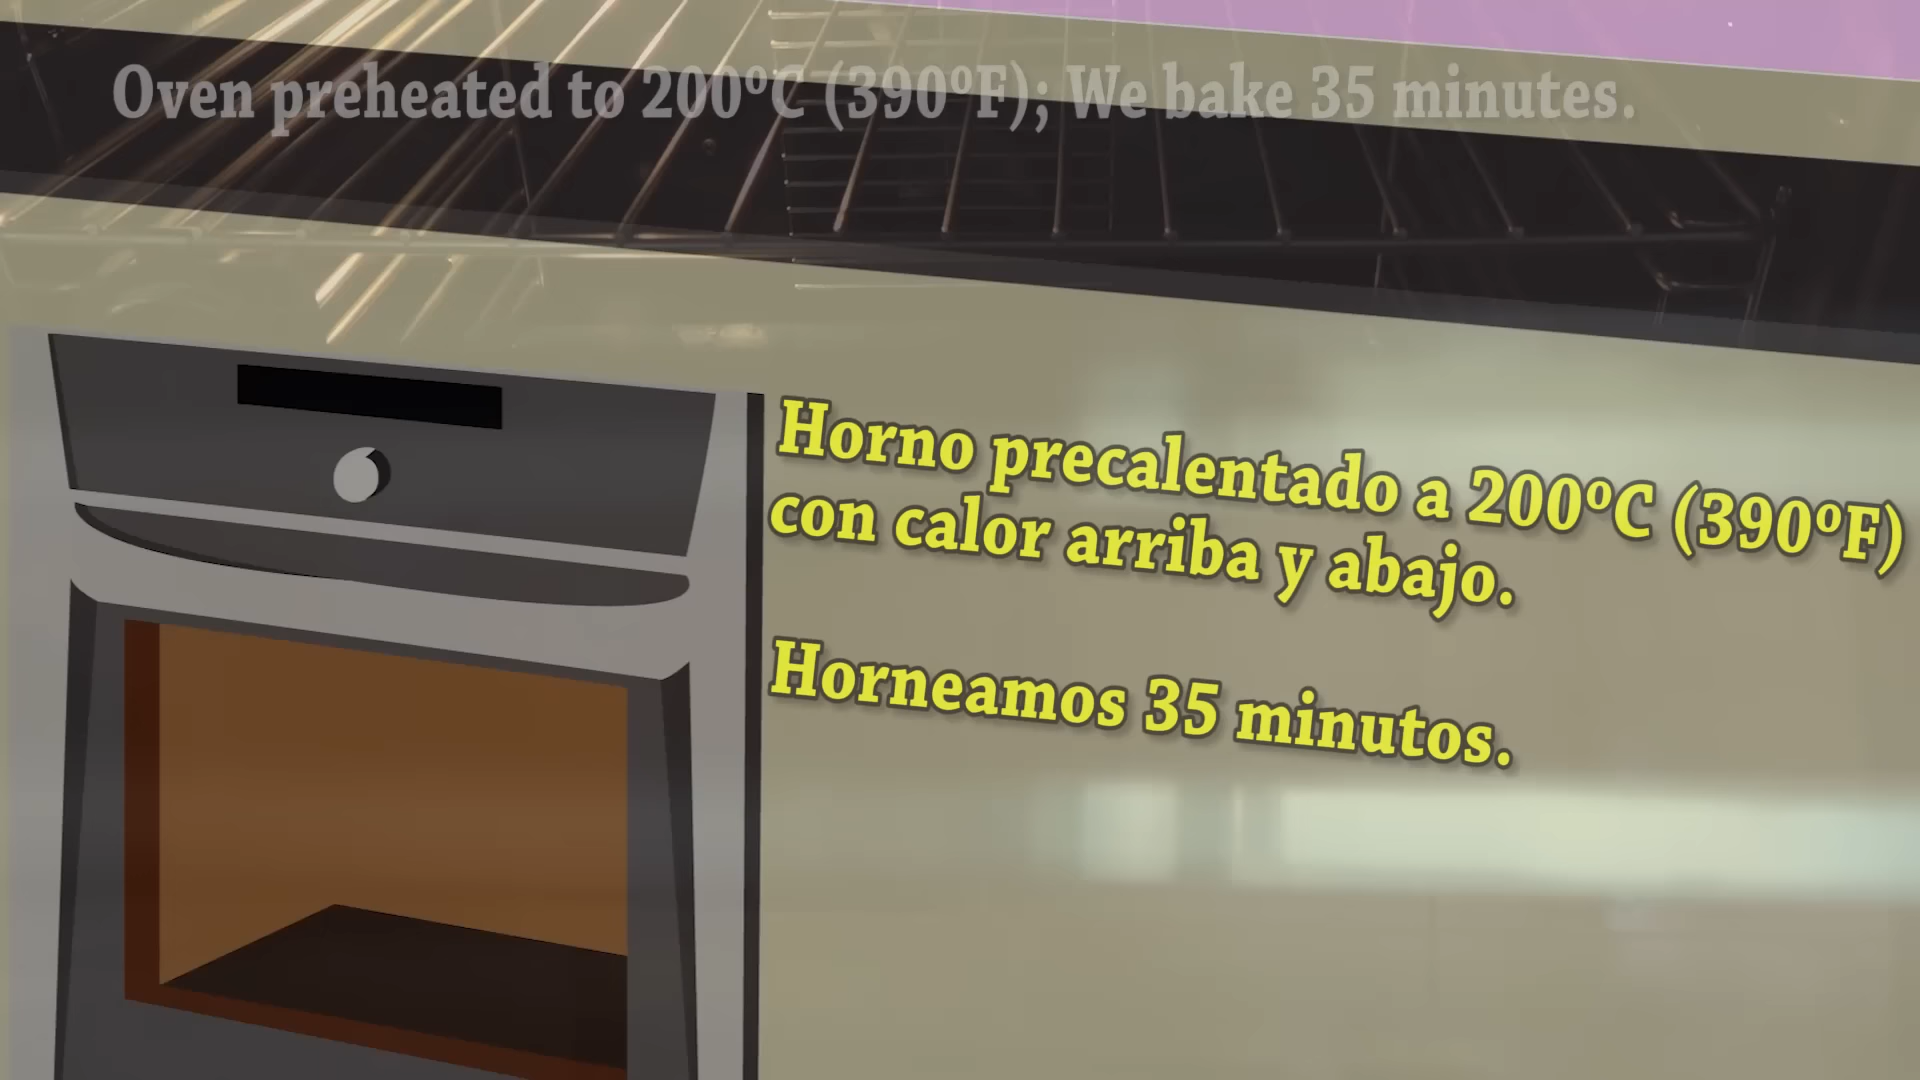 Oven preheated to 200ºC (390ºF); We bake 35 minutes.
Horno precalentado a 200ºC (390ºF)
con calor arriba y abajo.
Horneamos 35 minutos.